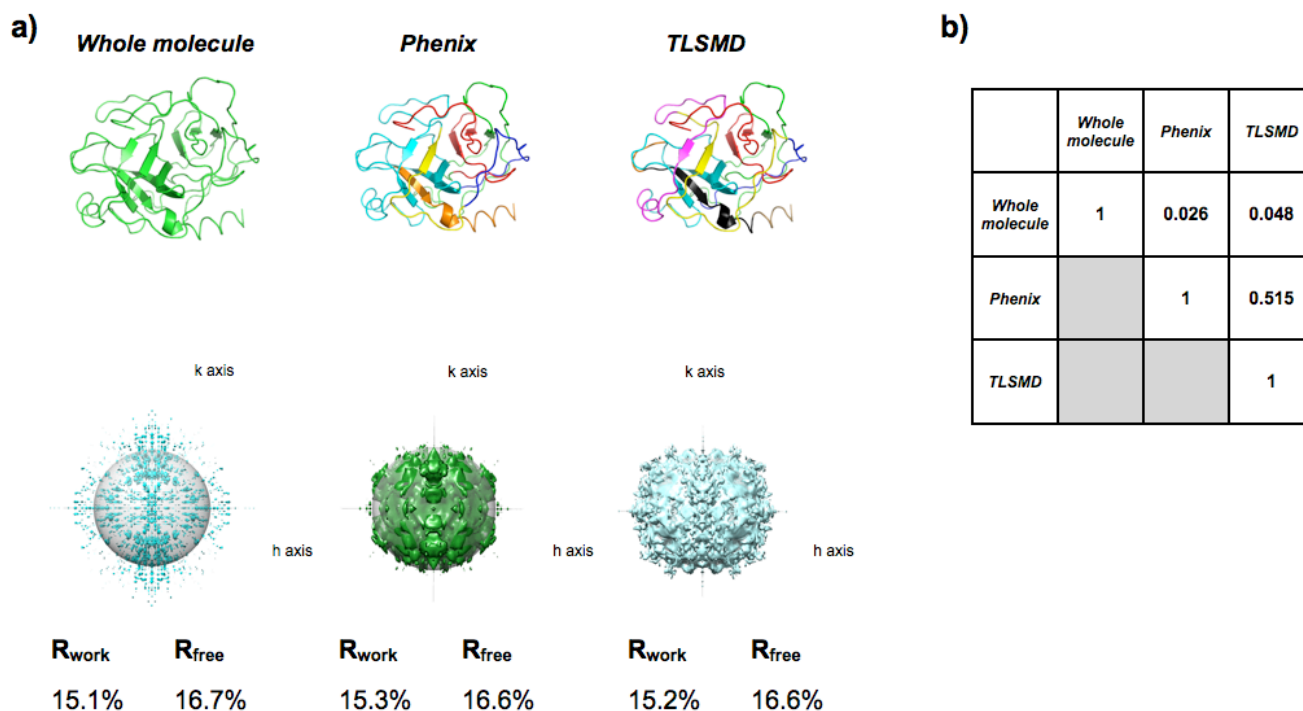 a)
Whole molecule Phenix TLSMD
k axis k axis k axis
h axis h axis h axis
Rwork Rfree Rwork Rfree Rwork Rfree
15.1% 16.7% 15.3% 16.6% 15.2% 16.6%
b)
Whole
molecule Phenix TLSMD
Whole
molecule 1 0.026 0.048
Phenix 1 0.515
TLSMD 1